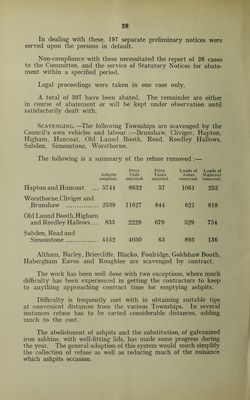 38
In dealing with these, 197 separate preliminary notices were
served upon the persons in default.
Non-compliance with these necessitated the report of 26 cases
to the Committee, and the service of Statutory Notices for abate-
ment within a specified period.
Legal proceedings were taken in one case only.
A total of 397 have been abated. The remainder are either
in course of abatement or will be kept under observation until
satisfactorily dealt with.
SCAVENGING.—The following Townships are scavenged by the
Council's own vehicles and labour:—Brunshaw, Cliviger, Hapton,
Higham, Huncoat, Old Laund Booth, Read, Reedley Hallows,
Sabden, Simonstone, Worsthorne.
The following is a summary of the refuse removed:—
Ashpits emptied. Privy Pails emptied. Privy Tanks emptied. Loads of Ashes removed. Loads of Nightsoil removed.
Hapton and Huncoat ... 5744 8632 57 1061 253
Worsthorne, Cliviger and
Brunshaw ............... 2539 11627 844 621 818
Old Laund Booth, Higham
and Reedley Hallows ... 833 2229 679 529 754
Sabden, Read and
Simonstone ............... 4152 4030 63 893 136
Altham, Barley, Briercliffe, Blacko, Foulridge, Goldshaw Booth,
Habergham Eaves and Roughlee are scavenged by contract.
The work has been well done with two exceptions, where much
difficulty has been experienced in getting the contractors to keep
to anything approaching contract time for emptying ashpits.
Difficulty is frequently met with in obtaining suitable tips
at convenient distances from the various Townships. In several
instances refuse has to be carted considerable distances, adding
much to the cost.
The abolishment of ashpits and the substitution, of galvanized
iron ashbins, with well-fitting lids, has made some progress during
the year. The general adoption of this system would much simplify
the collection of refuse as well as reducing much of the nuisance
which ashpits occasion.